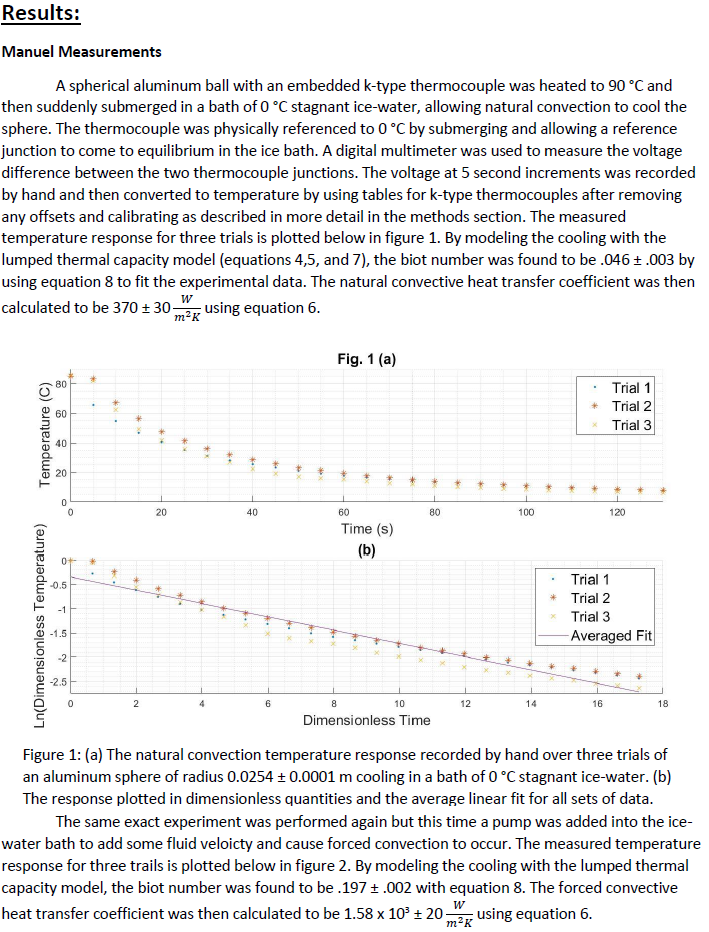 Results:
Manuel Measurements
A spherical aluminum ball with an embedded k-type thermocouple was heated to 90 °C and
then suddenly submerged in a bath of 0 °C stagnant ice-water, allowing natural convection to cool the
sphere. The thermocouple was physically referenced to 0 °C by submerging and allowing a reference
junction to come to equilibrium in the ice bath. A digital multimeter was used to measure the voltage
difference between the two thermocouple junctions. The voltage at 5 second increments was recorded
by hand and then converted to temperature by using tables for k-type thermocouples after removing
any offsets and calibrating as described in more detail in the methods section. The measured
temperature response for three trials is plotted below in figure 1. By modeling the cooling with the
lumped thermal capacity model (equations 4,5, and 7), the biot number was found to be .046 ± .003 by
using equation 8 to fit the experimental data. The natural convective heat transfer coefficient was then
calculated to be 370 ± 30 W/m²K using equation 6.
Fig. 1 (a)
Temperature (C)
80
60
40
20
0
Trial 1
Trial 2
Trial 3
0 20 40 60 80 100 120
Time (s)
(b)
Ln(Dimensionless Temperature)
0
-0.5
-1
-1.5
-2
-2.5
Trial 1
Trial 2
Trial 3
Averaged Fit
0 2 4 6 8 10 12 14 16 18
Dimensionless Time
Figure 1: (a) The natural convection temperature response recorded by hand over three trials of
an aluminum sphere of radius 0.0254 ± 0.0001 m cooling in a bath of 0 °C stagnant ice-water. (b)
The response plotted in dimensionless quantities and the average linear fit for all sets of data.
The same exact experiment was performed again but this time a pump was added into the ice-
water bath to add some fluid veloicty and cause forced convection to occur. The measured temperature
response for three trails is plotted below in figure 2. By modeling the cooling with the lumped thermal
capacity model, the biot number was found to be .197 ± .002 with equation 8. The forced convective
heat transfer coefficient was then calculated to be 1.58 x 10³ ± 20 W/m²K using equation 6.